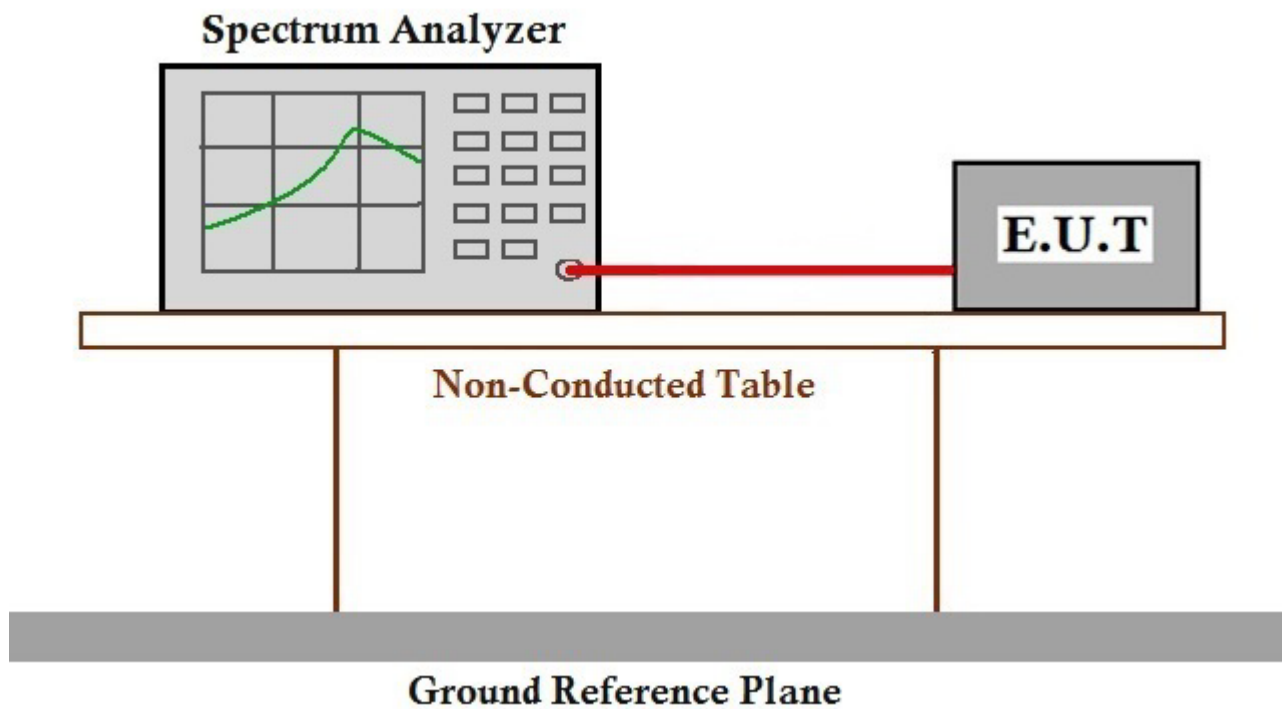 Spectrum Analyzer
E.U.T
Non-Conducted Table
Ground Reference Plane